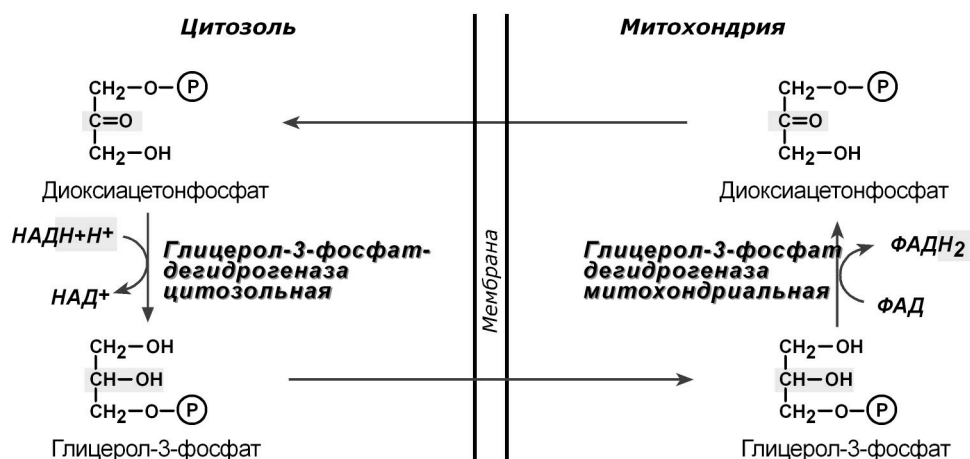 Цитозоль
Митохондрия
CH2–O–P
C=O
CH2–OH
Диоксиацетонфосфат
CH2–O–P
C=O
CH2–OH
Диоксиацетонфосфат
НАДН+Н+
НАД+
Глицерол-3-фосфат-
дегидрогеназа
цитозольная
Мембрана
Глицерол-3-фосфат
дегидрогеназа
митохондриальная
ФАДН2
ФАД
CH2–OH
CH–OH
CH2–O–P
Глицерол-3-фосфат
CH2–OH
CH–OH
CH2–O–P
Глицерол-3-фосфат